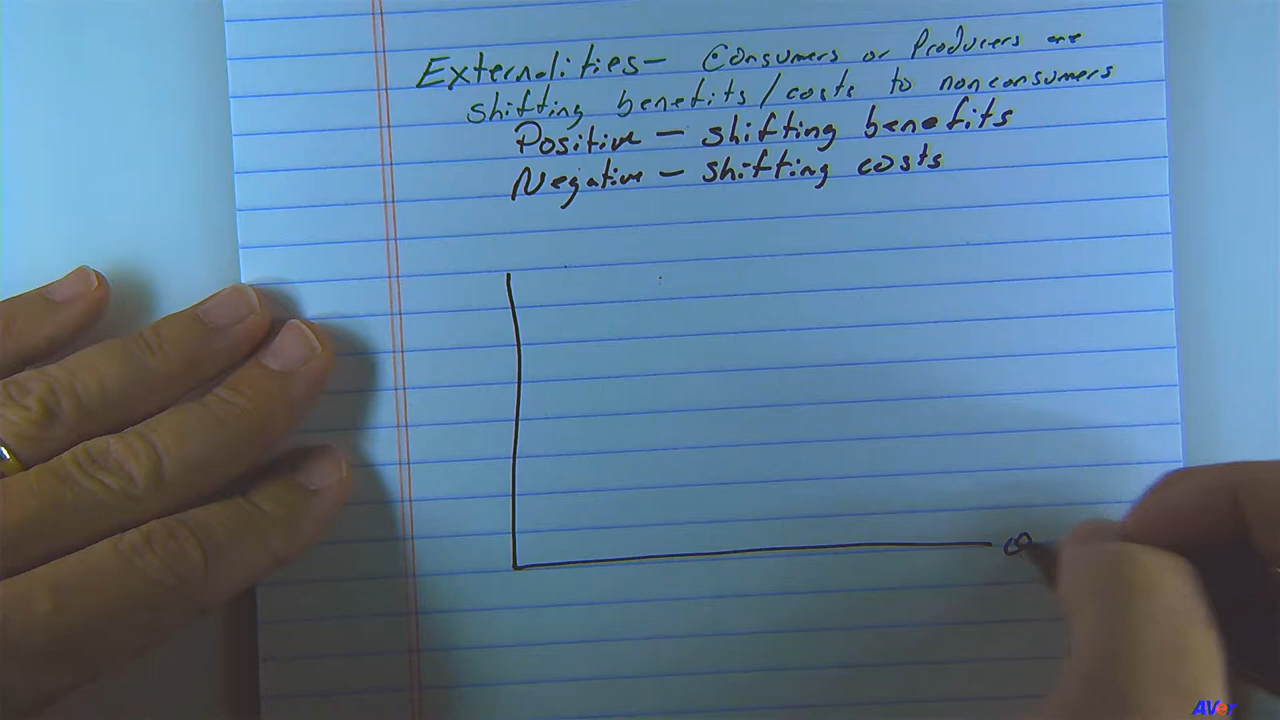 Externalities— Consumers or Producers are
shifting benefits/costs to nonconsumers
Positive — shifting benefits
Negative — shifting costs
AVer